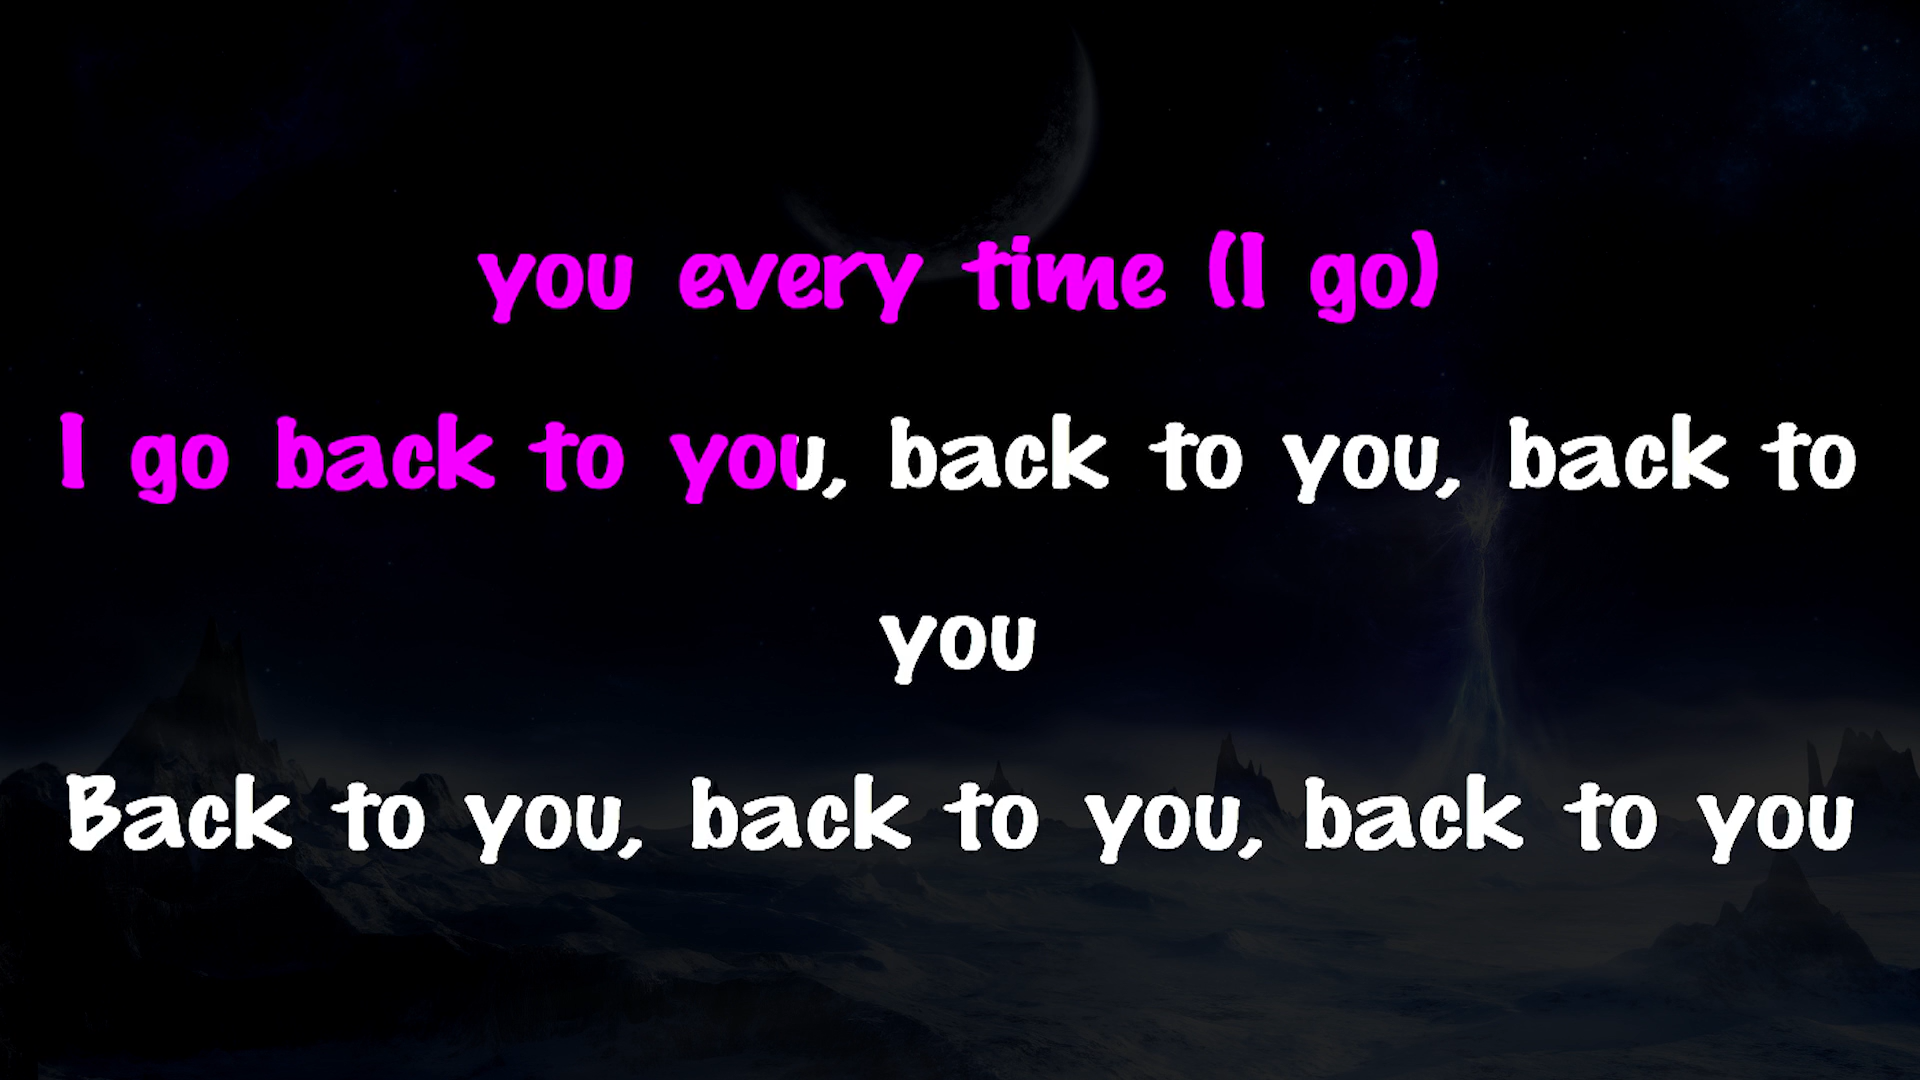 you every time (I go)
I go back to you, back to you, back to
you
Back to you, back to you, back to you